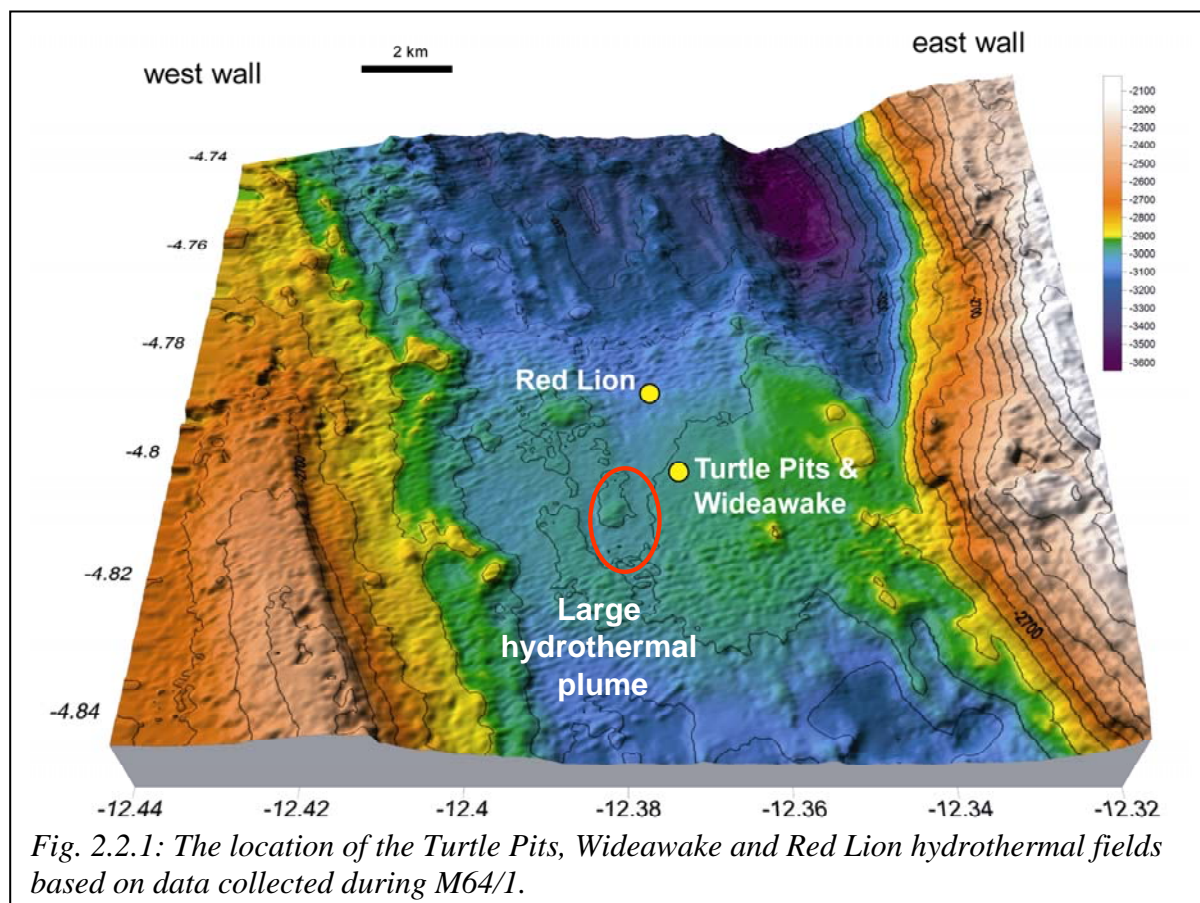 east wall
west wall
2 km
-2100
-2200
-2300
-2400
-2500
-2600
-2700
-2800
-2900
-3000
-3100
-3200
-3300
-3400
-3500
-3600
-4.74
-4.76
-4.78
-4.8
-4.82
-4.84
Red Lion
Turtle Pits &
Wideawake
Large
hydrothermal
plume
-2700
-2700
-2700
-12.44
-12.42
-12.4
-12.38
-12.36
-12.34
-12.32
Fig. 2.2.1: The location of the Turtle Pits, Wideawake and Red Lion hydrothermal fields
based on data collected during M64/1.